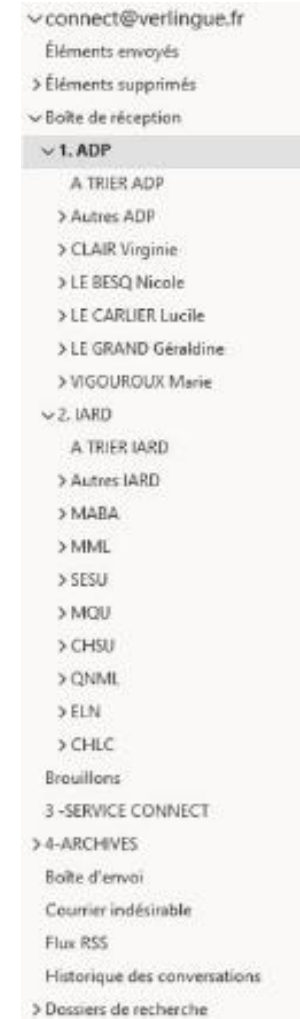 connect@verlingue.fr
Éléments envoyés
Éléments supprimés
Boîte de réception
1. ADP
A TRIER ADP
Autres ADP
CLAIR Virginie
LE BESQ Nicole
LE CARLIER Lucile
LE GRAND Géraldine
VIGOUROUX Marie
2. IARD
A TRIER IARD
Autres IARD
MABA
MML
SESU
MQU
CHSU
QNML
ELN
CHLC
Brouillons
3 -SERVICE CONNECT
4-ARCHIVES
Boîte d'envoi
Courrier indésirable
Flux RSS
Historique des conversations
Dossiers de recherche